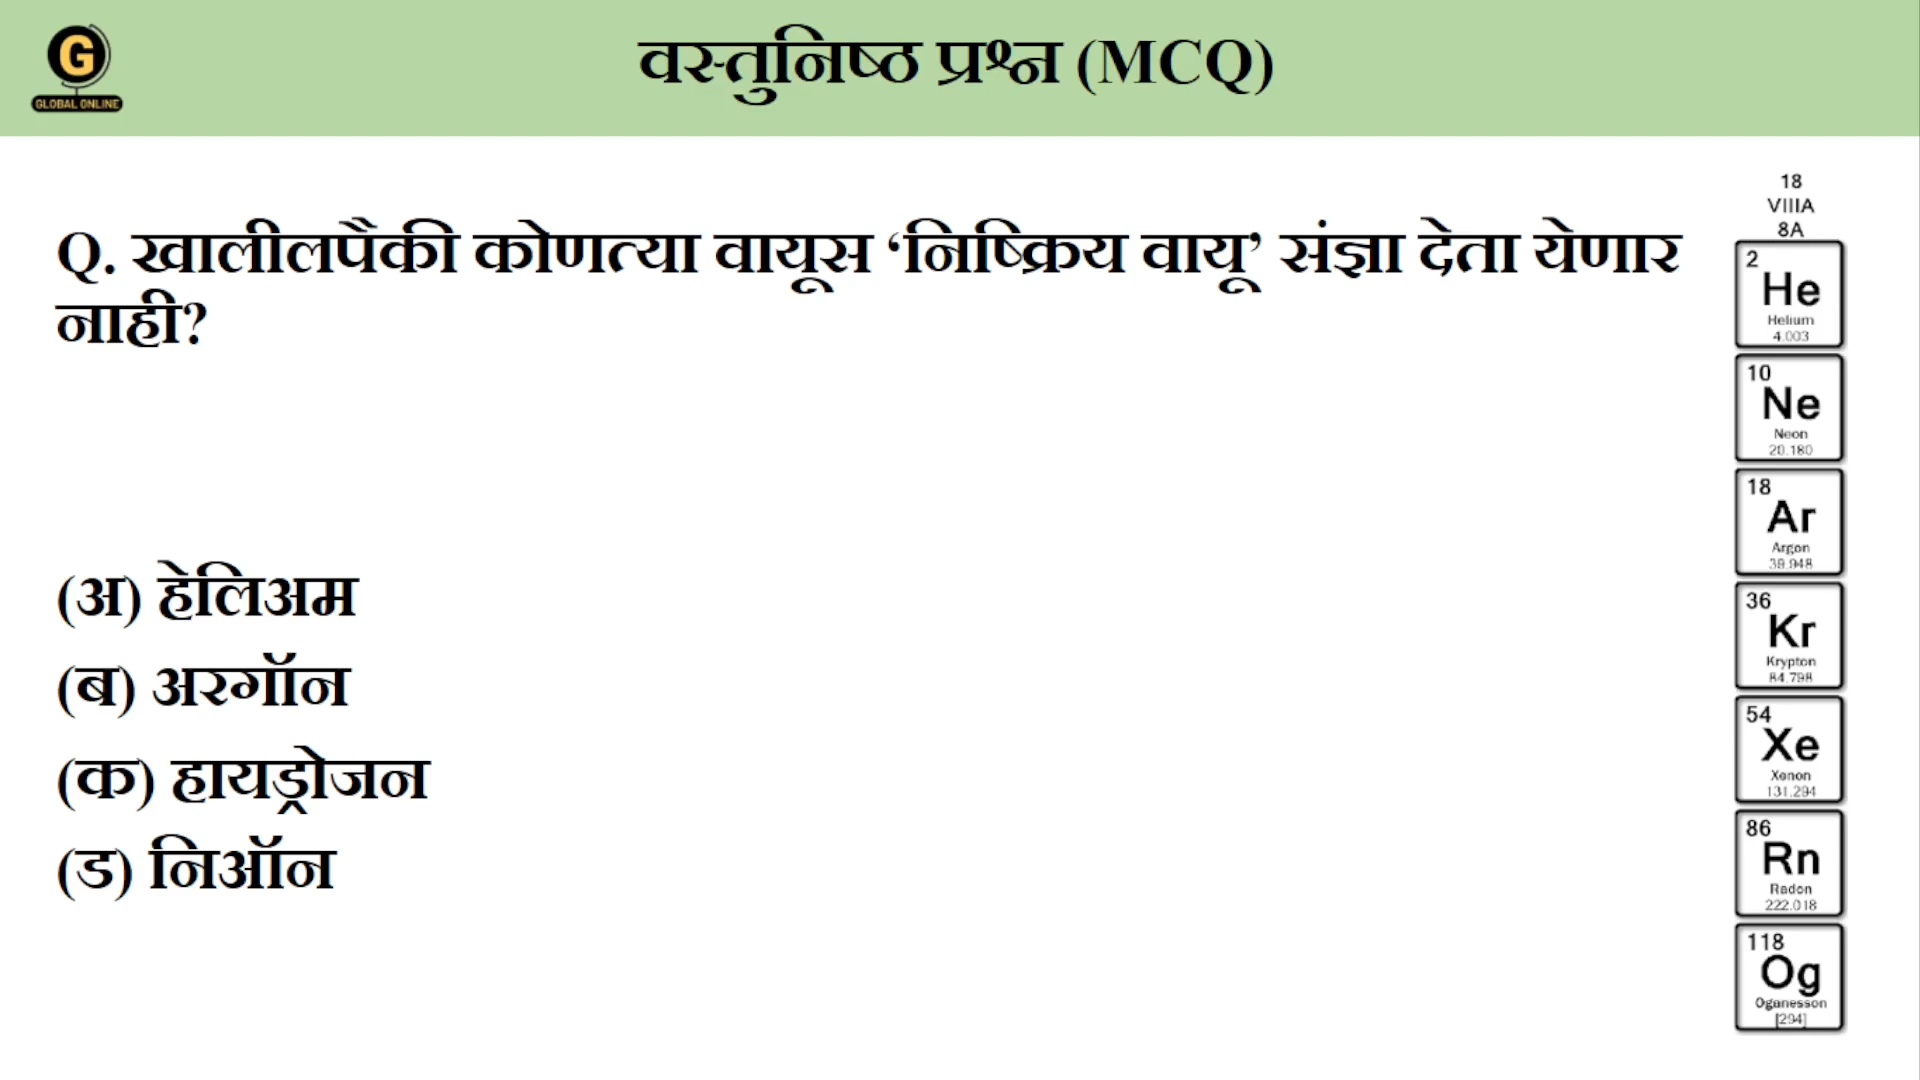 G
GLOBAL ONLINE
वस्तुनिष्ठ प्रश्न (MCQ)
Q. खालीलपैकी कोणत्या वायूस ‘निष्क्रिय वायू’ संज्ञा देता येणार
नाही?
(अ) हेलिअम
(ब) अरगॉन
(क) हायड्रोजन
(ड) निऑन
18
VIIIA
8A
2
He
Helium
4.003
10
Ne
Neon
20.180
18
Ar
Argon
39.948
36
Kr
Krypton
84.798
54
Xe
Xenon
131.294
86
Rn
Radon
222.018
118
Og
Oganesson
[294]